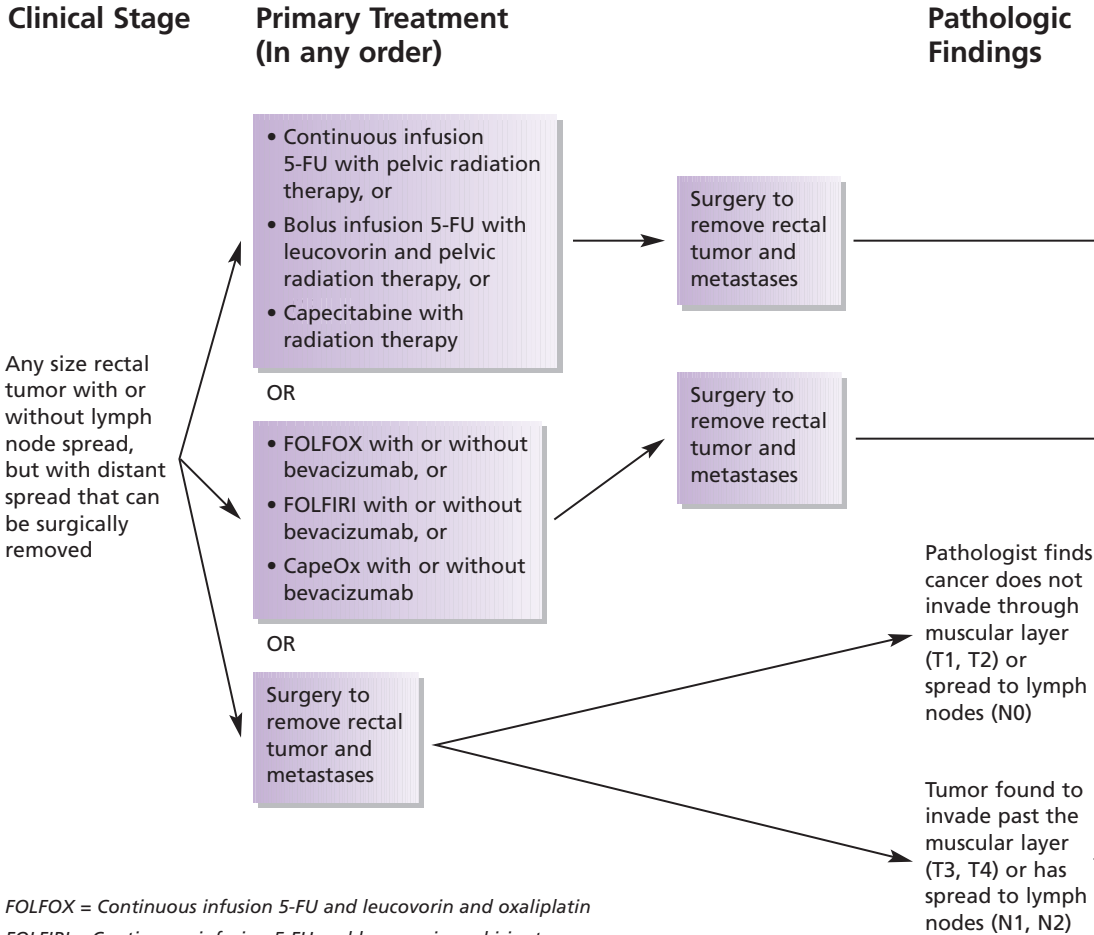 Clinical Stage
Primary Treatment
(In any order)
Pathologic
Findings
Any size rectal
tumor with or
without lymph
node spread,
but with distant
spread that can
be surgically
removed
• Continuous infusion
5-FU with pelvic radiation
therapy, or
• Bolus infusion 5-FU with
leucovorin and pelvic
radiation therapy, or
• Capecitabine with
radiation therapy
Surgery to
remove rectal
tumor and
metastases
OR
• FOLFOX with or without
bevacizumab, or
• FOLFIRI with or without
bevacizumab, or
• CapeOx with or without
bevacizumab
Surgery to
remove rectal
tumor and
metastases
OR
Surgery to
remove rectal
tumor and
metastases
Pathologist finds
cancer does not
invade through
muscular layer
(T1, T2) or
spread to lymph
nodes (N0)
Tumor found to
invade past the
muscular layer
(T3, T4) or has
spread to lymph
nodes (N1, N2)
FOLFOX = Continuous infusion 5-FU and leucovorin and oxaliplatin